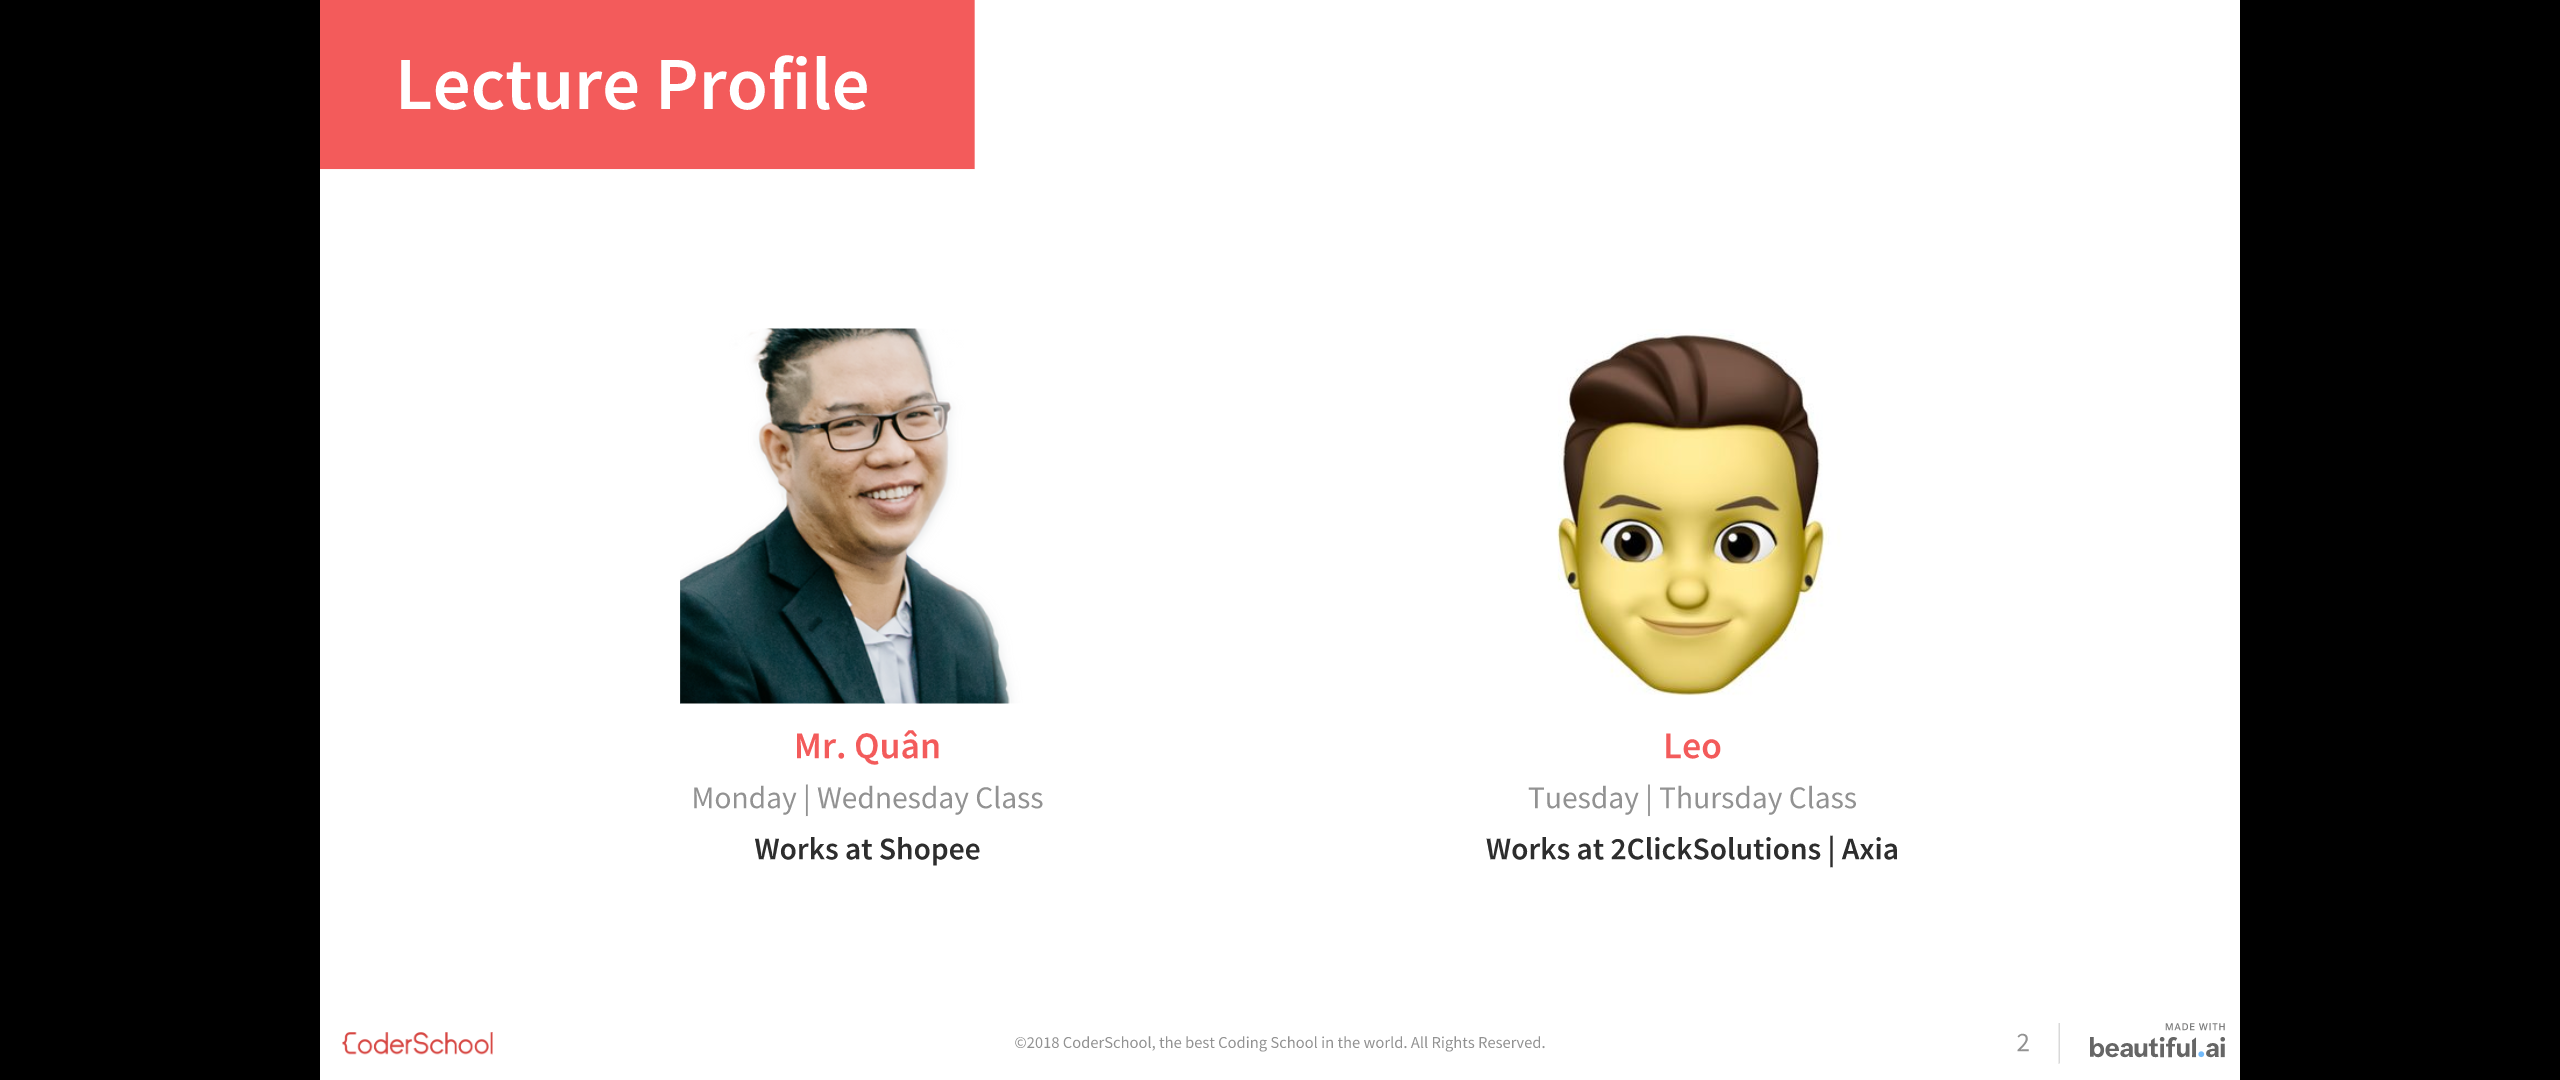 Lecture Profile
Mr. Quân
Monday | Wednesday Class
Works at Shopee
Leo
Tuesday | Thursday Class
Works at 2ClickSolutions | Axia
CoderSchool
©2018 CoderSchool, the best Coding School in the world. All Rights Reserved.
2
MADE WITH
beautiful.ai